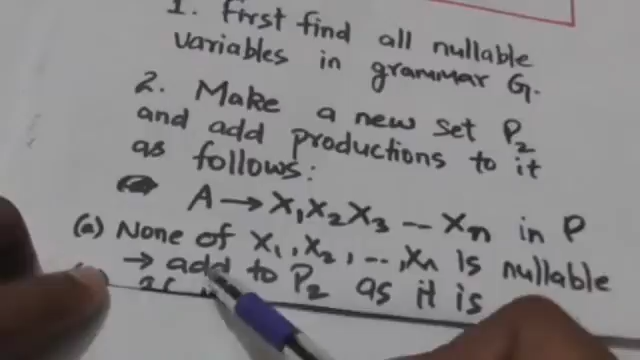 1. First find all nullable
variables in grammar G.
2. Make a new set P2
and add productions to it
as follows:
A → X1X2X3 --- Xn in P
(a) None of X1, X2, --, Xn is nullable
→ add to P2 as it is